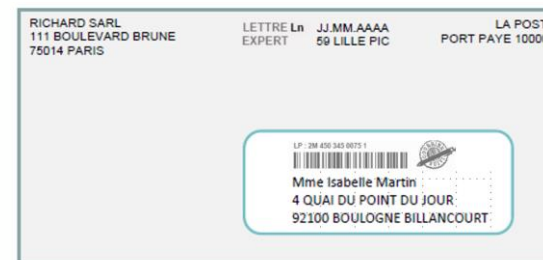 RICHARD SARL
111 BOULEVARD BRUNE
75014 PARIS
LETTRE Ln JJ.MM.AAAA
EXPERT 59 LILLE PIC
LA POST
PORT PAYE 1000
LP : 2M 450 345 0075 1
Mme Isabelle Martin
4 QUAI DU POINT DU JOUR
92100 BOULOGNE BILLANCOURT